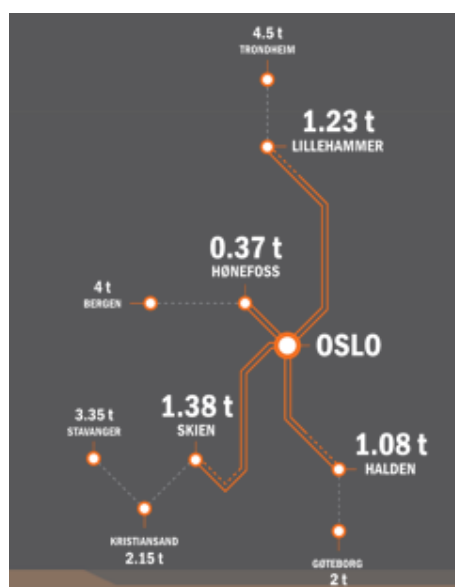 4.5 t
TRONDHEIM
1.23 t
LILLEHAMMER
0.37 t
HØNEFOSS
4 t
BERGEN
OSLO
1.38 t
SKIEN
3.35 t
STAVANGER
1.08 t
HALDEN
KRISTIANSAND
2.15 t
GØTEBORG
2 t